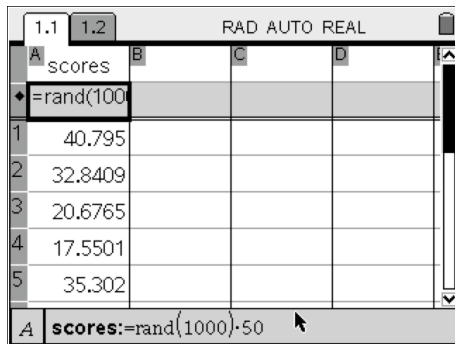 1.1 1.2 RAD AUTO REAL
A scores B C D
=rand(100
1 40.795
2 32.8409
3 20.6765
4 17.5501
5 35.302
A scores:=rand(1000)·50